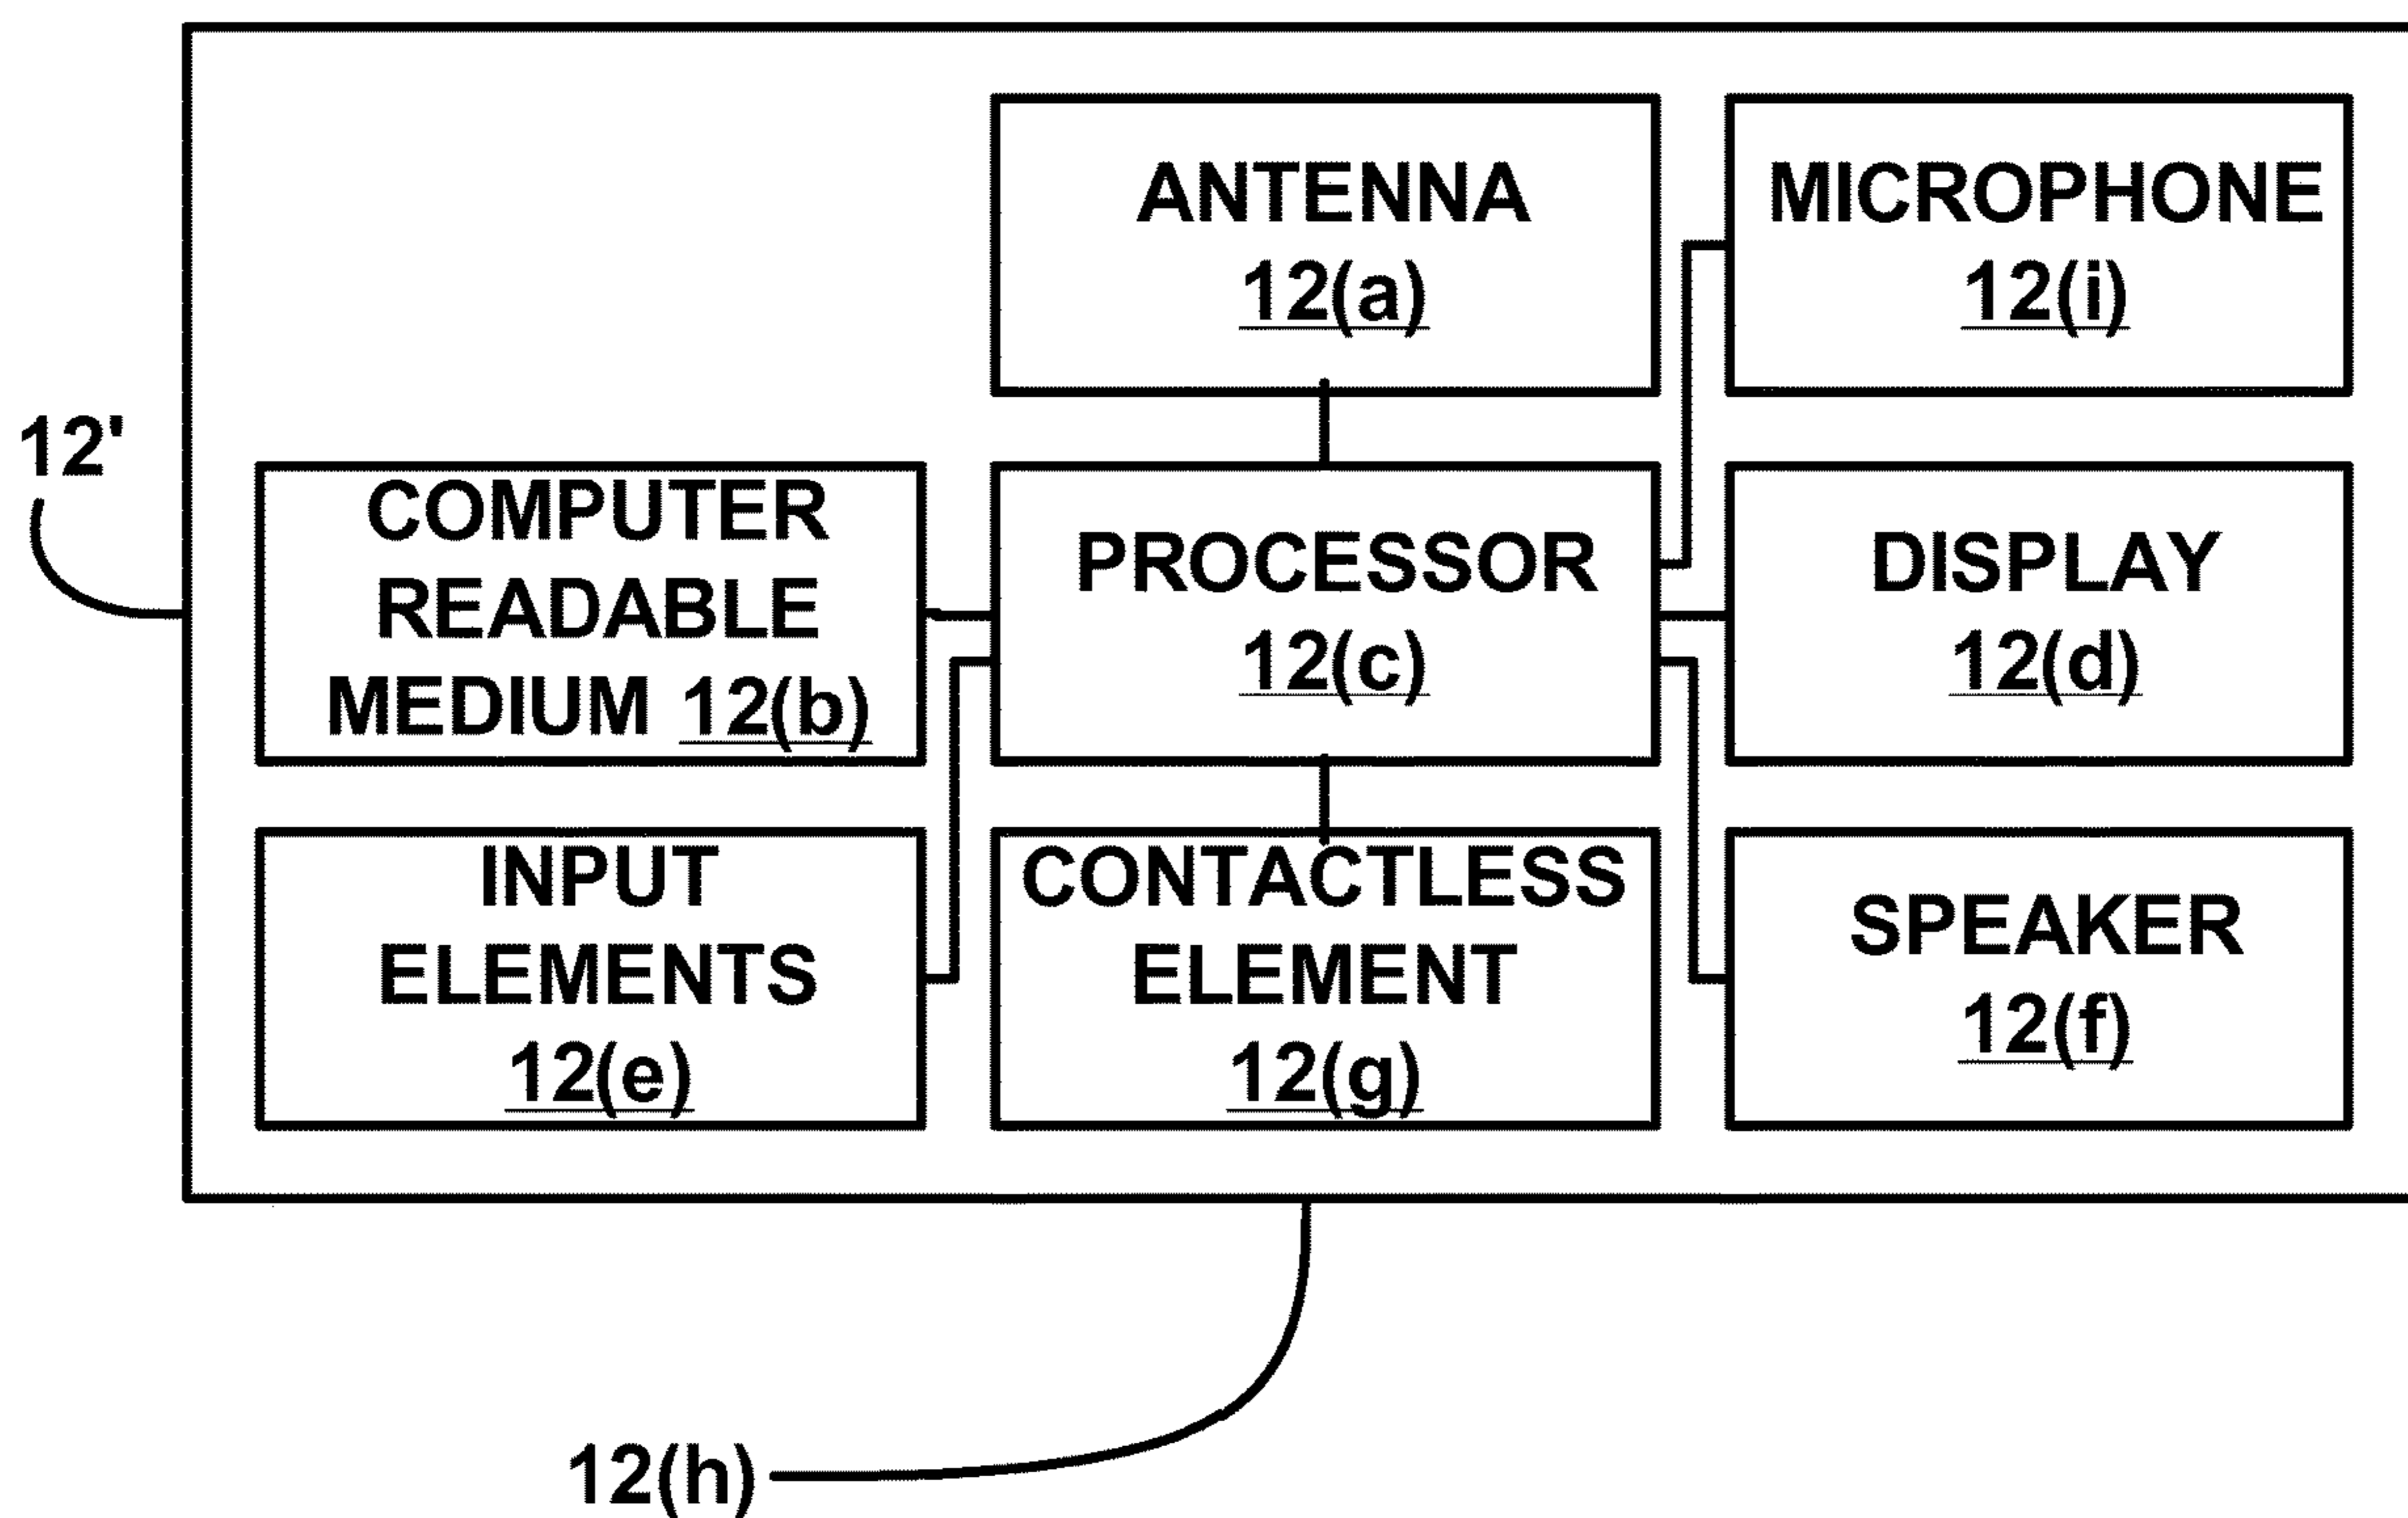 ANTENNA
12(a)
MICROPHONE
12(i)
12'
COMPUTER
READABLE
MEDIUM 12(b)
PROCESSOR
12(c)
DISPLAY
12(d)
INPUT
ELEMENTS
12(e)
CONTACTLESS
ELEMENT
12(g)
SPEAKER
12(f)
12(h)